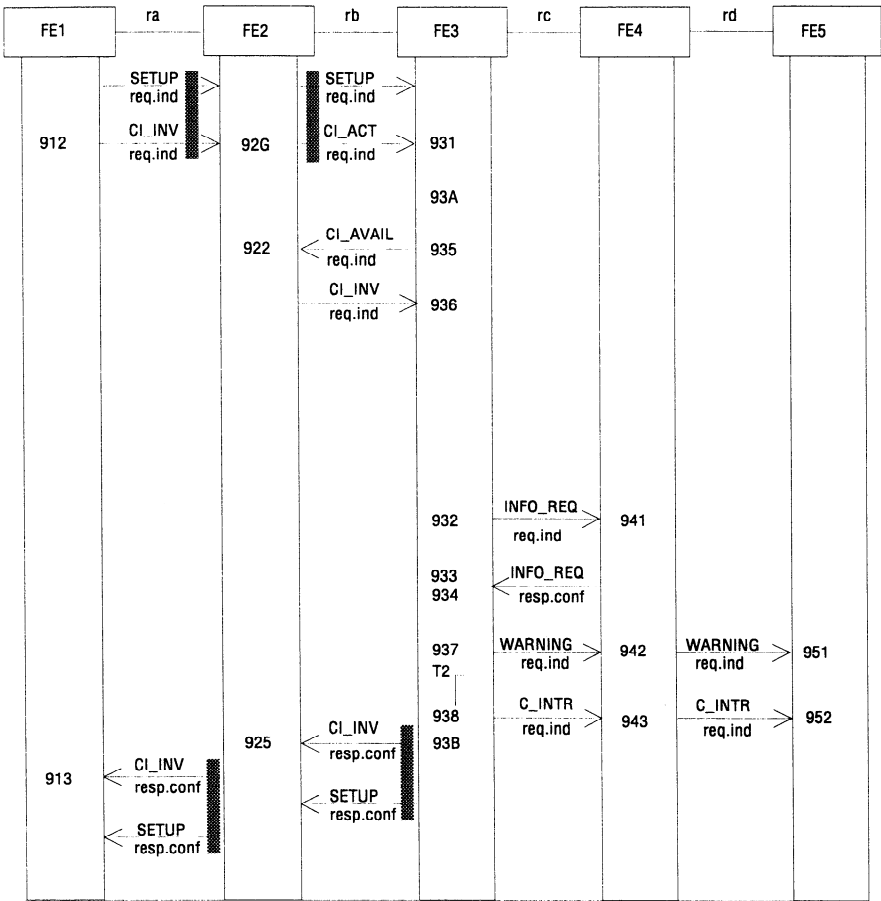 ra rb rc rd
FE1 FE2 FE3 FE4 FE5
SETUP SETUP
req.ind req.ind
CI_INV CI_ACT
912 92G 931
req.ind req.ind
93A
CI_AVAIL
922 935
req.ind
CI_INV
936
req.ind
INFO_REQ
932 941
req.ind
933 INFO_REQ
934 resp.conf
937 WARNING 942 WARNING 951
req.ind req.ind
T2
C_INTR C_INTR
938 943 952
req.ind req.ind
CI_INV
925 93B
resp.conf
CI_INV
913
resp.conf
SETUP
resp.conf
SETUP
resp.conf